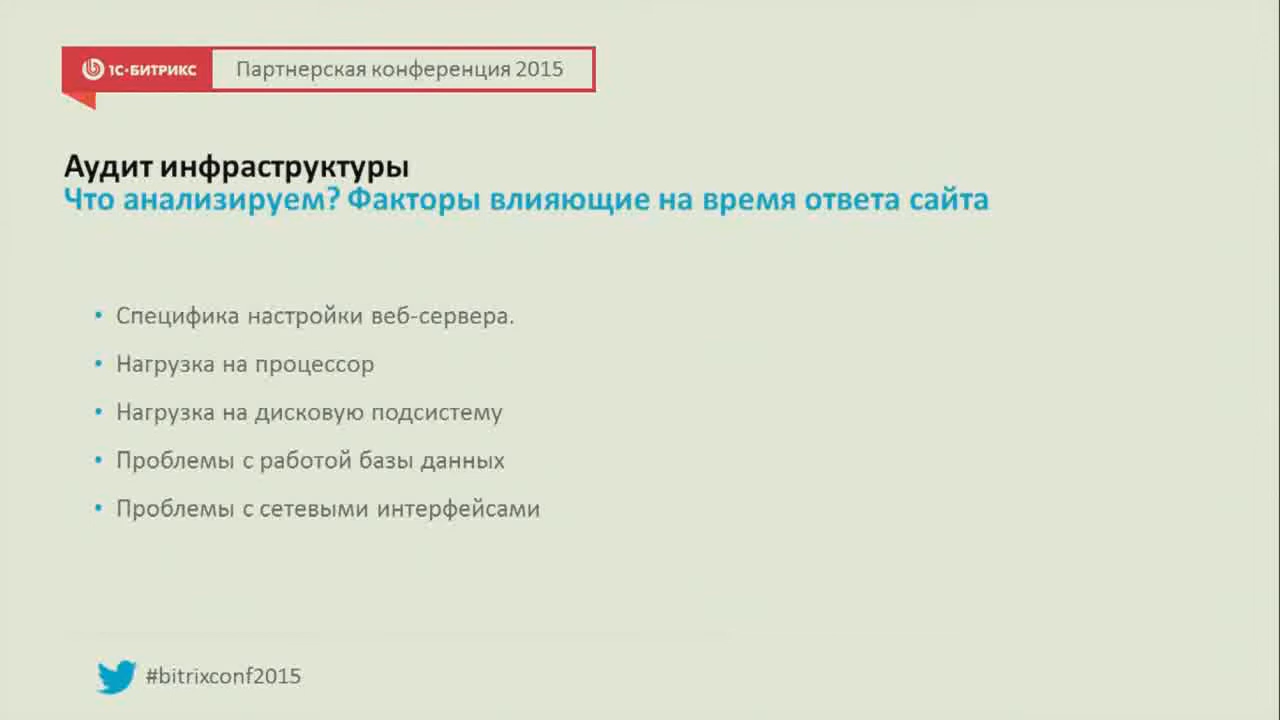 1С-БИТРИКС Партнерская конференция 2015
Аудит инфраструктуры
Что анализируем? Факторы влияющие на время ответа сайта
• Специфика настройки веб-сервера.
• Нагрузка на процессор
• Нагрузка на дисковую подсистему
• Проблемы с работой базы данных
• Проблемы с сетевыми интерфейсами
#bitrixconf2015